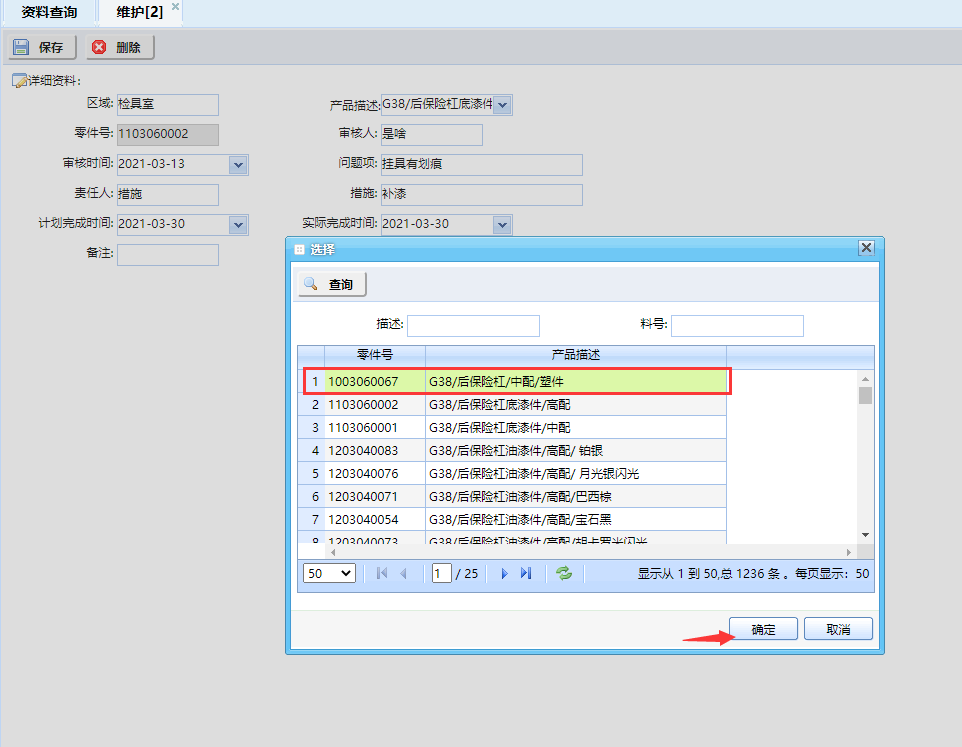 资料查询 维护[2]
保存 删除
详细资料:
区域: 检具室 产品描述: G38/后保险杠底漆件
零件号: 1103060002 审核人: 是啥
审核时间: 2021-03-13 问题项: 挂具有划痕
责任人: 措施 措施: 补漆
计划完成时间: 2021-03-30 实际完成时间: 2021-03-30
备注:
选择
查询
描述: 料号:
零件号 产品描述
1 1003060067 G38/后保险杠/中配/塑件
2 1103060002 G38/后保险杠底漆件/高配
3 1103060001 G38/后保险杠底漆件/中配
4 1203040083 G38/后保险杠油漆件/高配/ 铂银
5 1203040076 G38/后保险杠油漆件/高配/ 月光银闪光
6 1203040071 G38/后保险杠油漆件/高配/巴西棕
7 1203040054 G38/后保险杠油漆件/高配/宝石黑
8 1203040073 G38/后保险杠油漆件/高配/胡卡罗光闪光
50 1 / 25 显示从 1 到 50,总 1236 条 。每页显示: 50
确定 取消